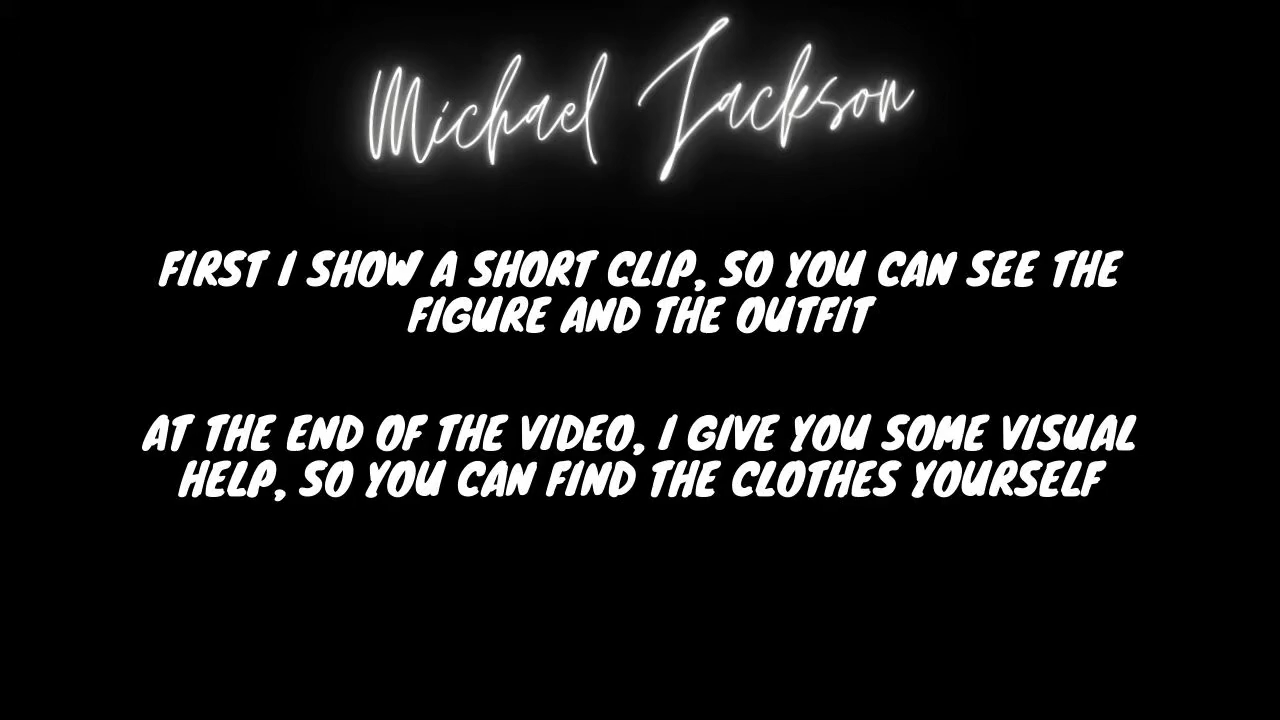 Michael Jackson
FIRST I SHOW A SHORT CLIP, SO YOU CAN SEE THE
FIGURE AND THE OUTFIT
AT THE END OF THE VIDEO, I GIVE YOU SOME VISUAL
HELP, SO YOU CAN FIND THE CLOTHES YOURSELF